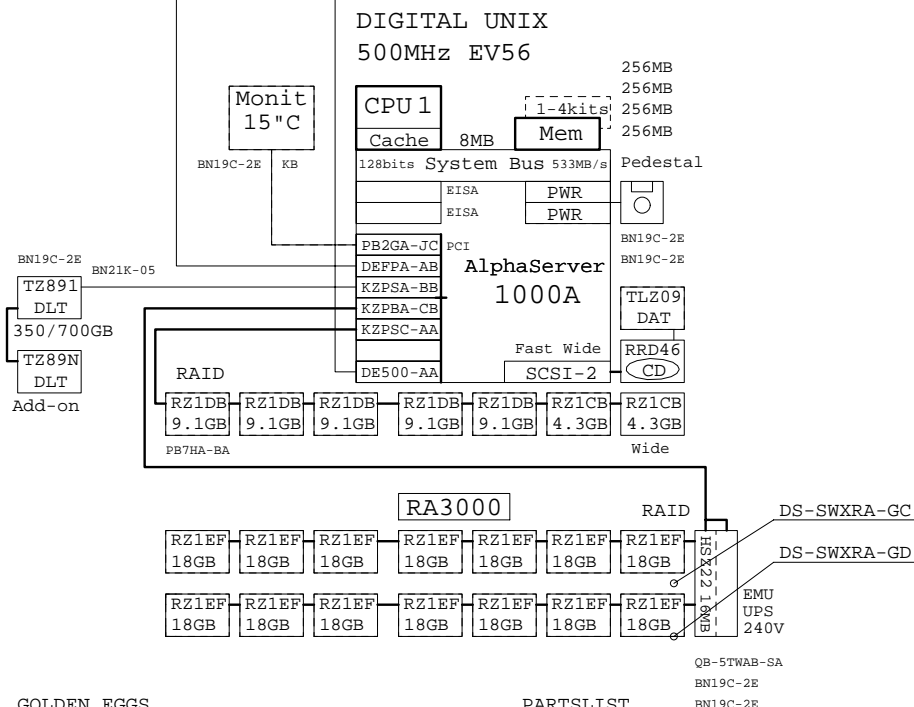 DIGITAL UNIX
500MHz EV56
256MB
256MB
256MB
256MB
Monit
15"C
CPU 1
Cache
8MB
1-4kits
Mem
BN19C-2E
KB
128bits System Bus 533MB/s
Pedestal
EISA
PWR
EISA
PWR
BN19C-2E
BN19C-2E
PB2GA-JC PCI
DEFPA-AB
KZPSA-BB
KZPBA-CB
KZPSC-AA
DE500-AA
AlphaServer
1000A
Fast Wide
SCSI-2
TLZ09
DAT
RRD46
CD
BN19C-2E
BN21K-05
TZ891
DLT
350/700GB
TZ89N
DLT
Add-on
RAID
RZ1DB RZ1DB RZ1DB RZ1DB RZ1DB RZ1CB RZ1CB
9.1GB 9.1GB 9.1GB 9.1GB 9.1GB 4.3GB 4.3GB
PB7HA-BA
Wide
RA3000
RAID
DS-SWXRA-GC
RZ1EF RZ1EF RZ1EF RZ1EF RZ1EF RZ1EF RZ1EF
18GB 18GB 18GB 18GB 18GB 18GB 18GB
DS-SWXRA-GD
HSZ22 16MB
RZ1EF RZ1EF RZ1EF RZ1EF RZ1EF RZ1EF RZ1EF
18GB 18GB 18GB 18GB 18GB 18GB 18GB
EMU
UPS
240V
QB-5TWAB-SA
BN19C-2E
BN19C-2E
GOLDEN EGGS
PARTSLIST